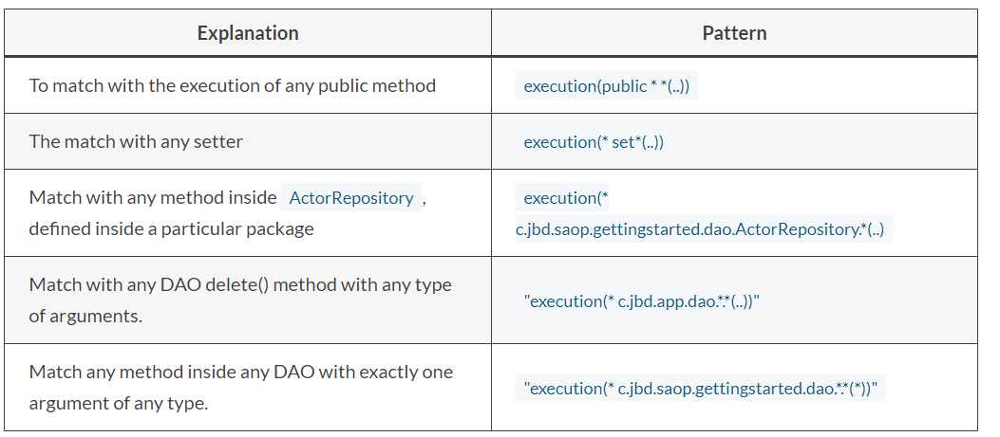 Explanation Pattern
To match with the execution of any public method execution(public * *(..))
The match with any setter execution(* set*(..))
Match with any method inside ActorRepository , execution(*
defined inside a particular package c.jbd.saop.gettingstarted.dao.ActorRepository.*(..)
Match with any DAO delete() method with any type
of arguments.
"execution(* c.jbd.app.dao.*.*(..))"
Match any method inside any DAO with exactly one
argument of any type.
"execution(* c.jbd.saop.gettingstarted.dao.*.*(*))"